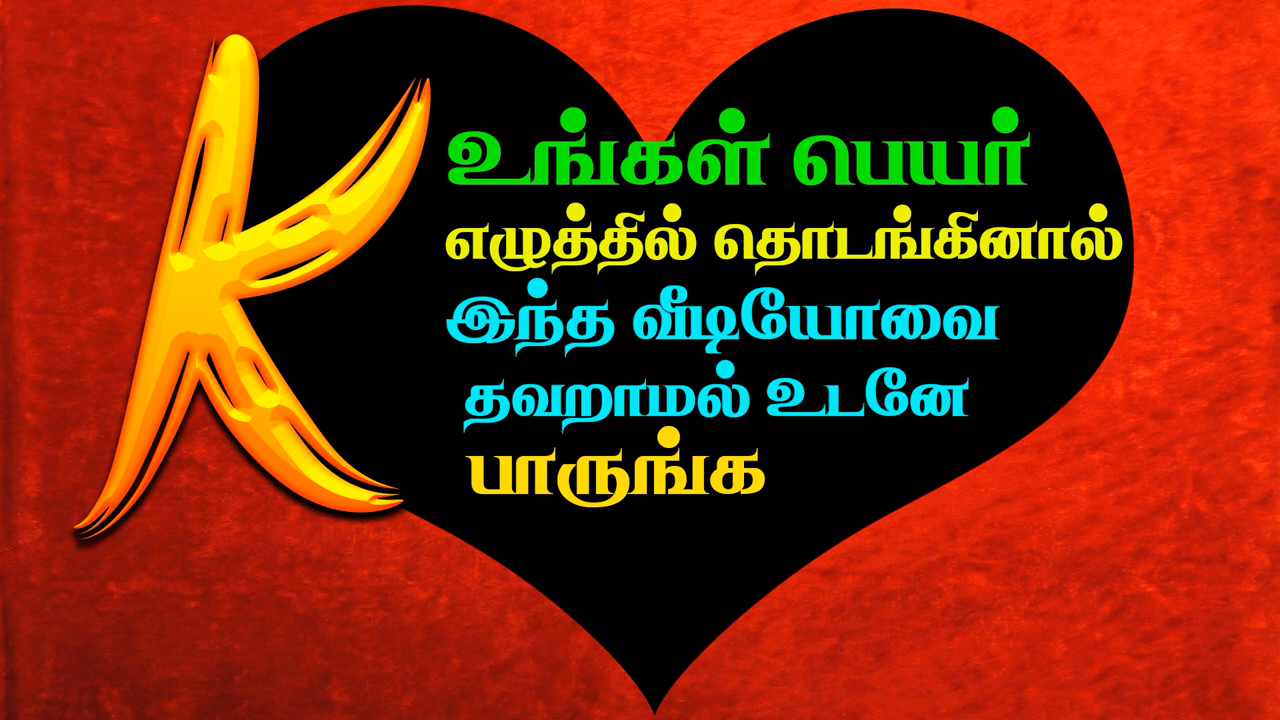 K
உங்கள் பெயர்
எழுத்தில் தொடங்கினால்
இந்த வீடியோவை
தவறாமல் உடனே
பாருங்க